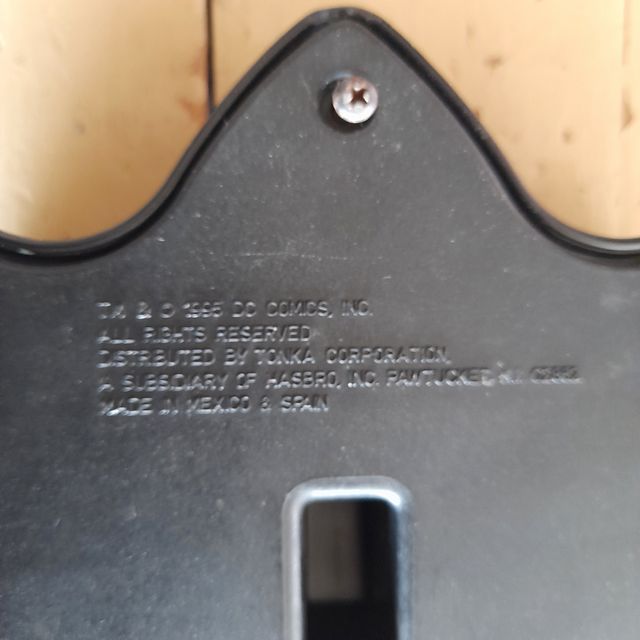 TM & © 1995 DC COMICS, INC.
ALL RIGHTS RESERVED
DISTRIBUTED BY TONKA CORPORATION.
A SUBSIDIARY OF HASBRO, INC. PAWTUCKET
MADE IN MEXICO & SPAIN